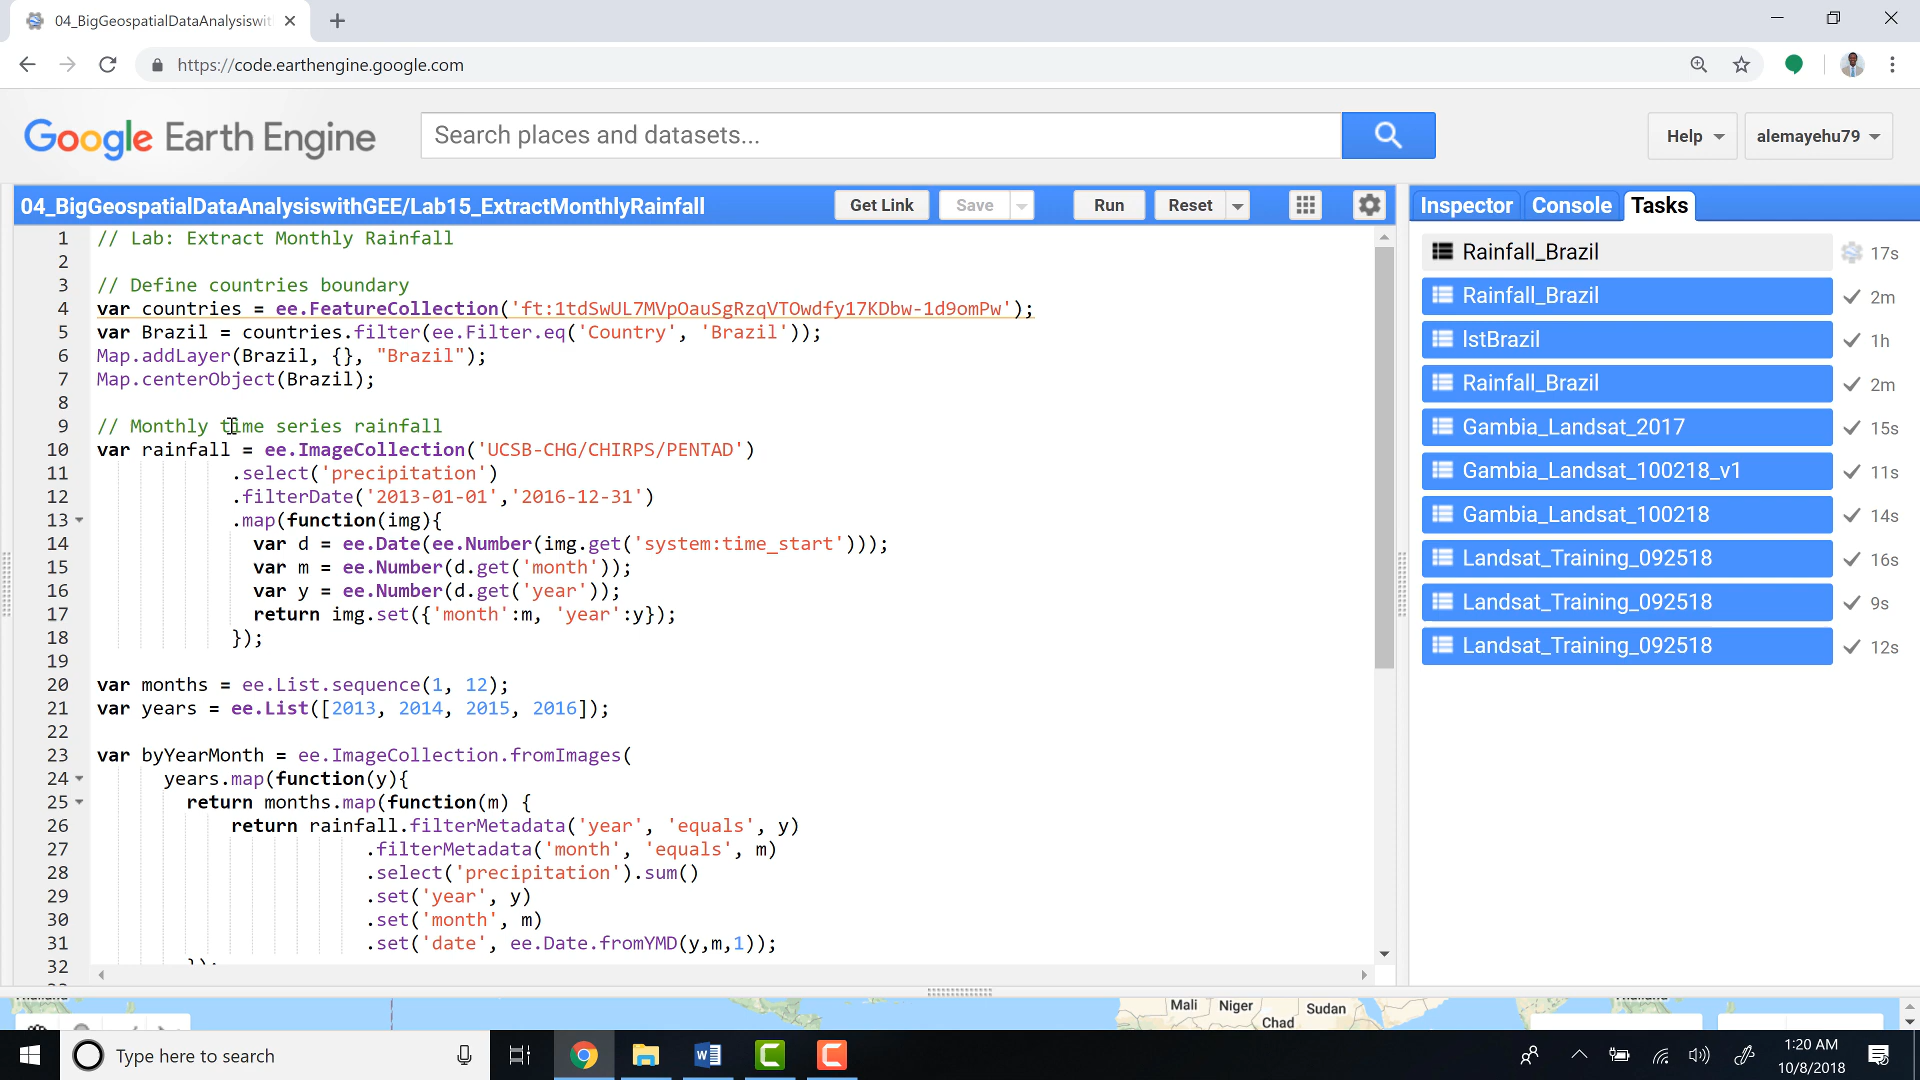 04_BigGeospatialDataAnalysiswit
https://code.earthengine.google.com
Google Earth Engine
Search places and datasets...
Help
alemayehu79
04_BigGeospatialDataAnalysiswithGEE/Lab15_ExtractMonthlyRainfall
Get Link
Save
Run
Reset
Inspector
Console
Tasks
1 // Lab: Extract Monthly Rainfall
2
3 // Define countries boundary
4 var countries = ee.FeatureCollection('ft:1tdSwUL7MVpOauSgRzqVTOwdfy17KDbw-1d9omPw');
5 var Brazil = countries.filter(ee.Filter.eq('Country', 'Brazil'));
6 Map.addLayer(Brazil, {}, "Brazil");
7 Map.centerObject(Brazil);
8
9 // Monthly time series rainfall
10 var rainfall = ee.ImageCollection('UCSB-CHG/CHIRPS/PENTAD')
11 .select('precipitation')
12 .filterDate('2013-01-01','2016-12-31')
13 .map(function(img){
14 var d = ee.Date(ee.Number(img.get('system:time_start')));
15 var m = ee.Number(d.get('month'));
16 var y = ee.Number(d.get('year'));
17 return img.set({'month':m, 'year':y});
18 });
19
20 var months = ee.List.sequence(1, 12);
21 var years = ee.List([2013, 2014, 2015, 2016]);
22
23 var byYearMonth = ee.ImageCollection.fromImages(
24 years.map(function(y){
25 return months.map(function(m) {
26 return rainfall.filterMetadata('year', 'equals', y)
27 .filterMetadata('month', 'equals', m)
28 .select('precipitation').sum()
29 .set('year', y)
30 .set('month', m)
31 .set('date', ee.Date.fromYMD(y,m,1));
32 });
Rainfall_Brazil 17s
Rainfall_Brazil 2m
lstBrazil 1h
Rainfall_Brazil 2m
Gambia_Landsat_2017 15s
Gambia_Landsat_100218_v1 11s
Gambia_Landsat_100218 14s
Landsat_Training_092518 16s
Landsat_Training_092518 9s
Landsat_Training_092518 12s
Mali
Niger
Sudan
Chad
Type here to search
1:20 AM
10/8/2018